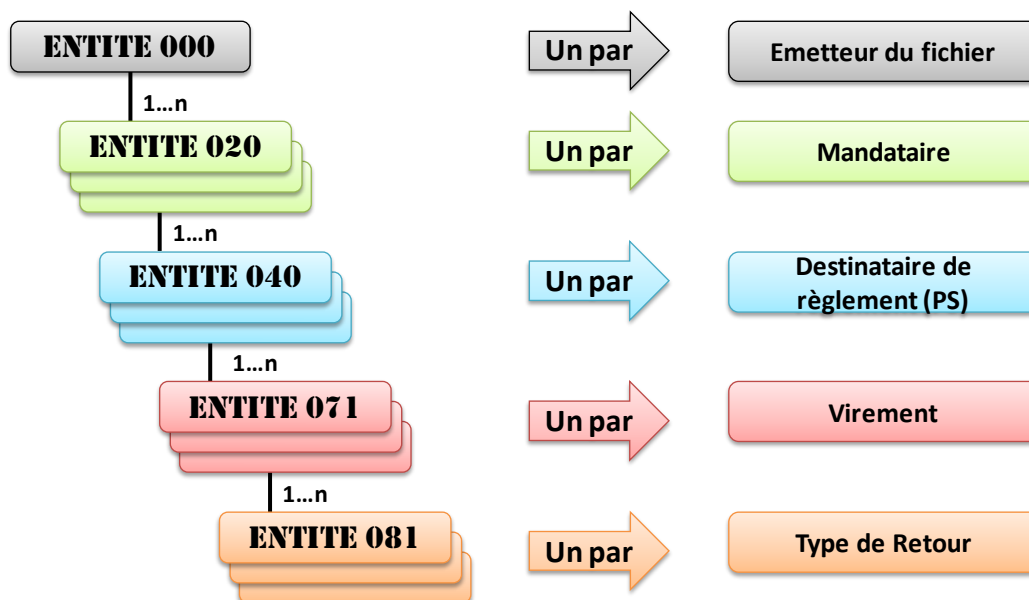 ENTITE 000
Un par
Emetteur du fichier
1...n
ENTITE 020
Un par
Mandataire
1...n
ENTITE 040
Un par
Destinataire de
règlement (PS)
1...n
ENTITE 071
Un par
Virement
1...n
ENTITE 081
Un par
Type de Retour